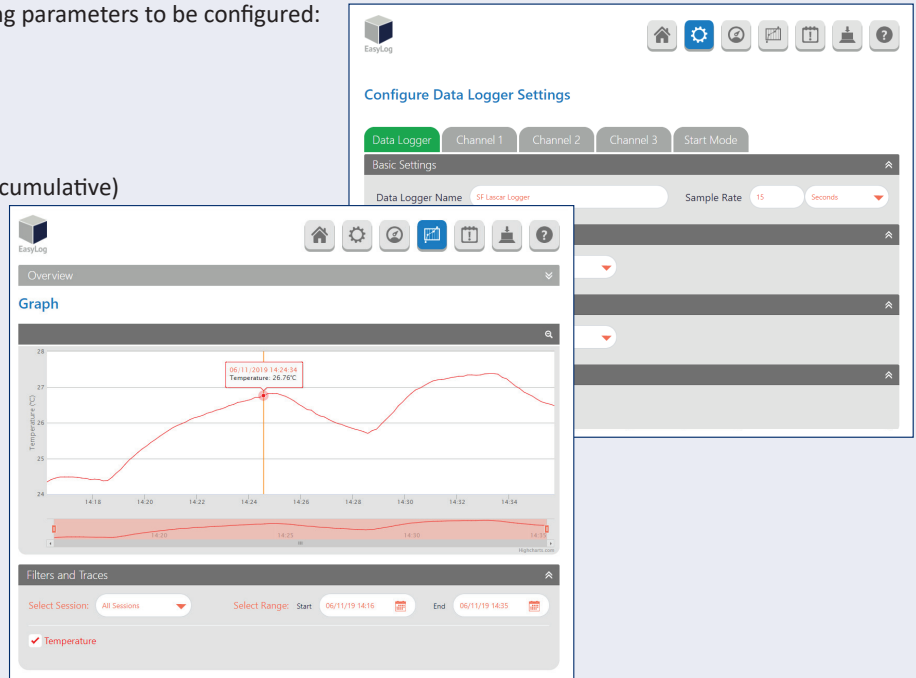 ng parameters to be configured:
cumulative)
EasyLog
Configure Data Logger Settings
Data Logger Channel 1 Channel 2 Channel 3 Start Mode
Basic Settings
Data Logger Name SF Lascar Logger Sample Rate 15 Seconds
EasyLog
Overview
Graph
28
06/11/2019 14:24:34
Temperature: 26.76°C
27
26
25
24
Temperature (°C)
14:18 14:20 14:22 14:24 14:26 14:28 14:30 14:32 14:34
14:20 14:25 14:30 14:35
Highcharts.com
Filters and Traces
Select Session: All Sessions Select Range: Start 06/11/19 14:16 End 06/11/19 14:35
Temperature